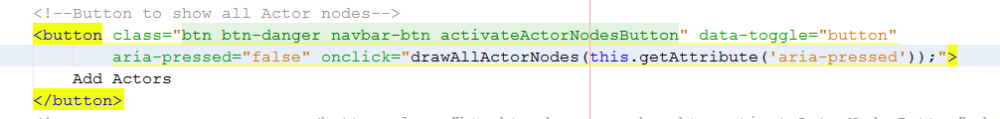 <!--Button to show all Actor nodes-->
<button class="btn btn-danger navbar-btn activateActorNodesButton" data-toggle="button"
aria-pressed="false" onclick="drawAllActorNodes(this.getAttribute('aria-pressed'));">
Add Actors
</button>